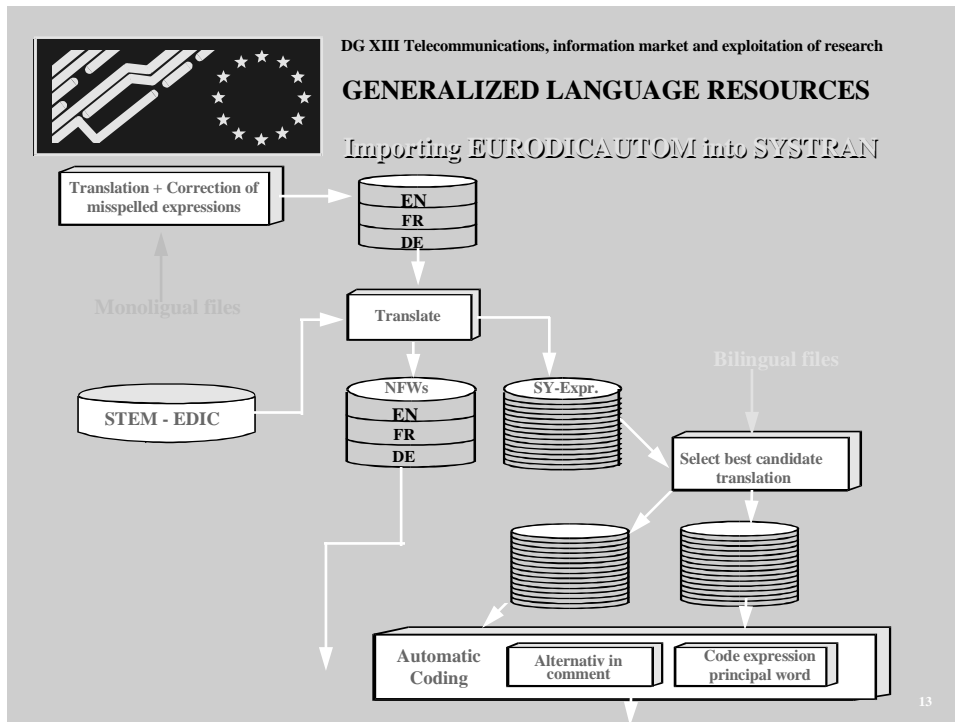 DG XIII Telecommunications, information market and exploitation of research
GENERALIZED LANGUAGE RESOURCES
Importing EURODICAUTOM into SYSTRAN
Translation + Correction of
misspelled expressions
EN
FR
DE
Monoligual files
Translate
Bilingual files
STEM - EDIC
NFWs
EN
FR
DE
SY-Expr.
Select best candidate
translation
Automatic
Coding
Alternativ in
comment
Code expression
principal word
13